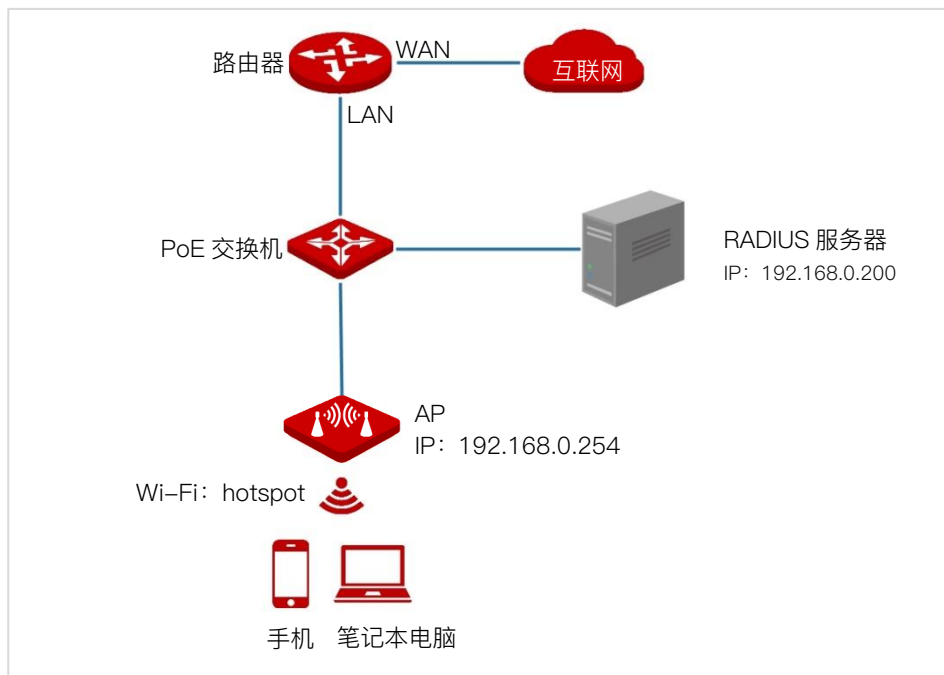 路由器
WAN
互联网
LAN
PoE 交换机
RADIUS 服务器
IP：192.168.0.200
AP
IP：192.168.0.254
Wi-Fi：hotspot
手机
笔记本电脑